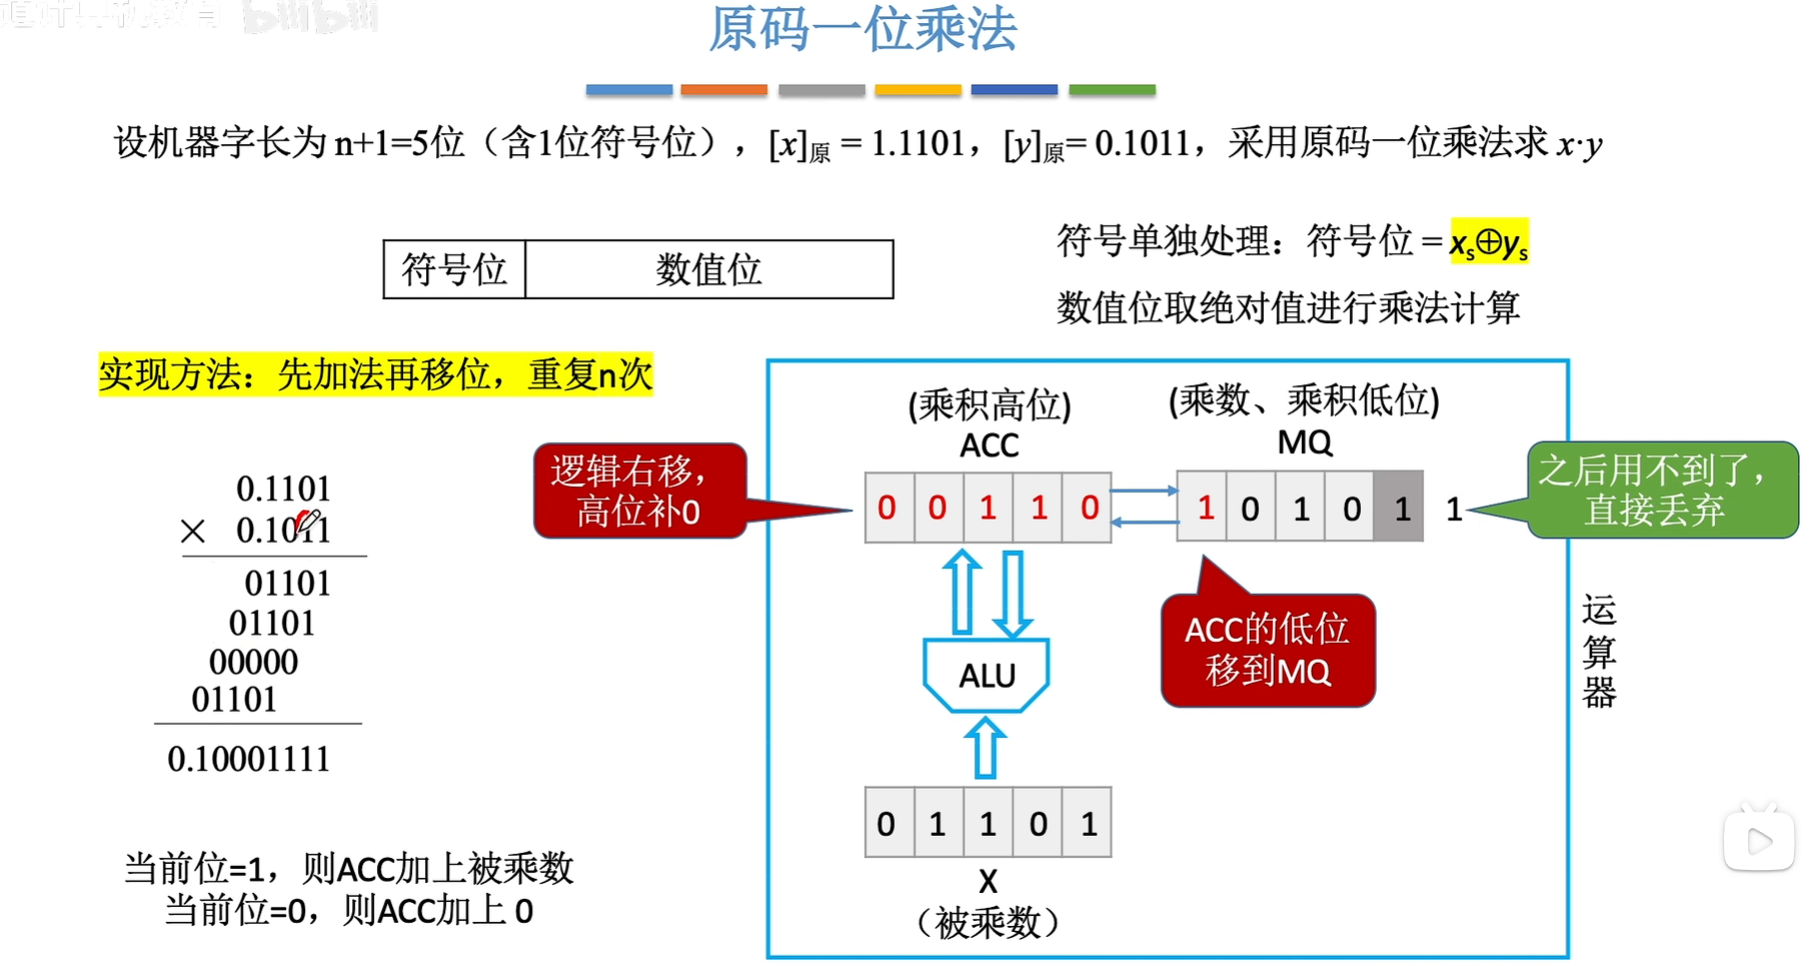 bilibili
原码一位乘法
设机器字长为 n+1=5位（含1位符号位），[x]原 = 1.1101，[y]原= 0.1011，采用原码一位乘法求 x·y
符号位 数值位
符号单独处理：符号位 = xs⊕ys
数值位取绝对值进行乘法计算
实现方法：先加法再移位，重复n次
0.1101
× 0.1011
01101
01101
00000
01101
0.10001111
当前位=1，则ACC加上被乘数
当前位=0，则ACC加上 0
(乘积高位)
ACC
(乘数、乘积低位)
MQ
逻辑右移，
高位补0
0 0 1 1 0
1 0 1 0 1 1
之后用不到了，
直接丢弃
ACC的低位
移到MQ
ALU
0 1 1 0 1
X
（被乘数）
运
算
器